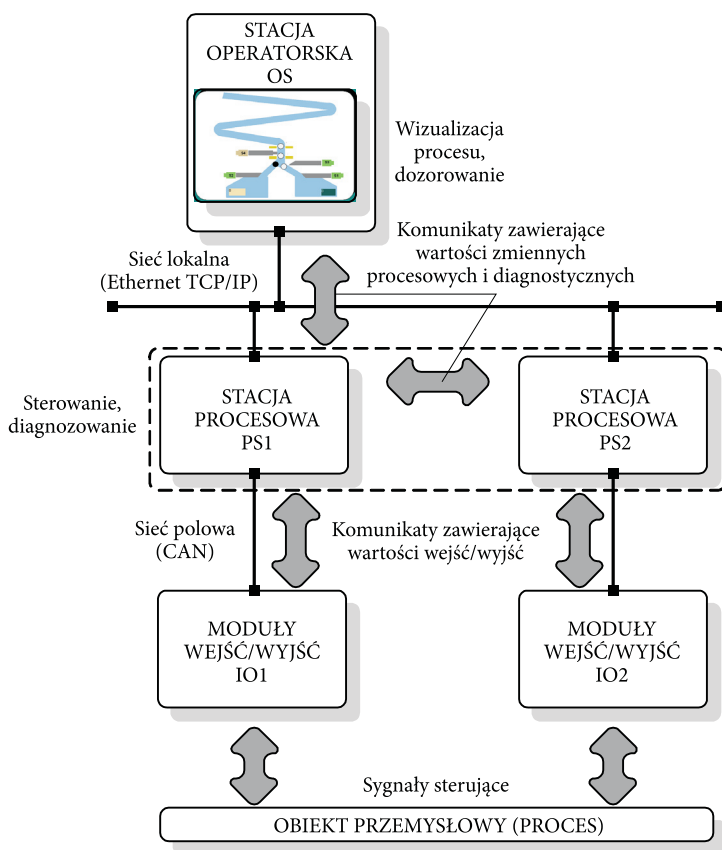 STACJA
OPERATORSKA
OS
Wizualizacja
procesu,
dozorowanie
Komunikaty zawierające
wartości zmiennych
procesowych i diagnostycznych
Sieć lokalna
(Ethernet TCP/IP)
Sterowanie,
diagnozowanie
STACJA
PROCESOWA
PS1
STACJA
PROCESOWA
PS2
Sieć polowa
(CAN)
Komunikaty zawierające
wartości wejść/wyjść
MODUŁY
WEJŚĆ/WYJŚĆ
IO1
MODUŁY
WEJŚĆ/WYJŚĆ
IO2
Sygnały sterujące
OBIEKT PRZEMYSŁOWY (PROCES)